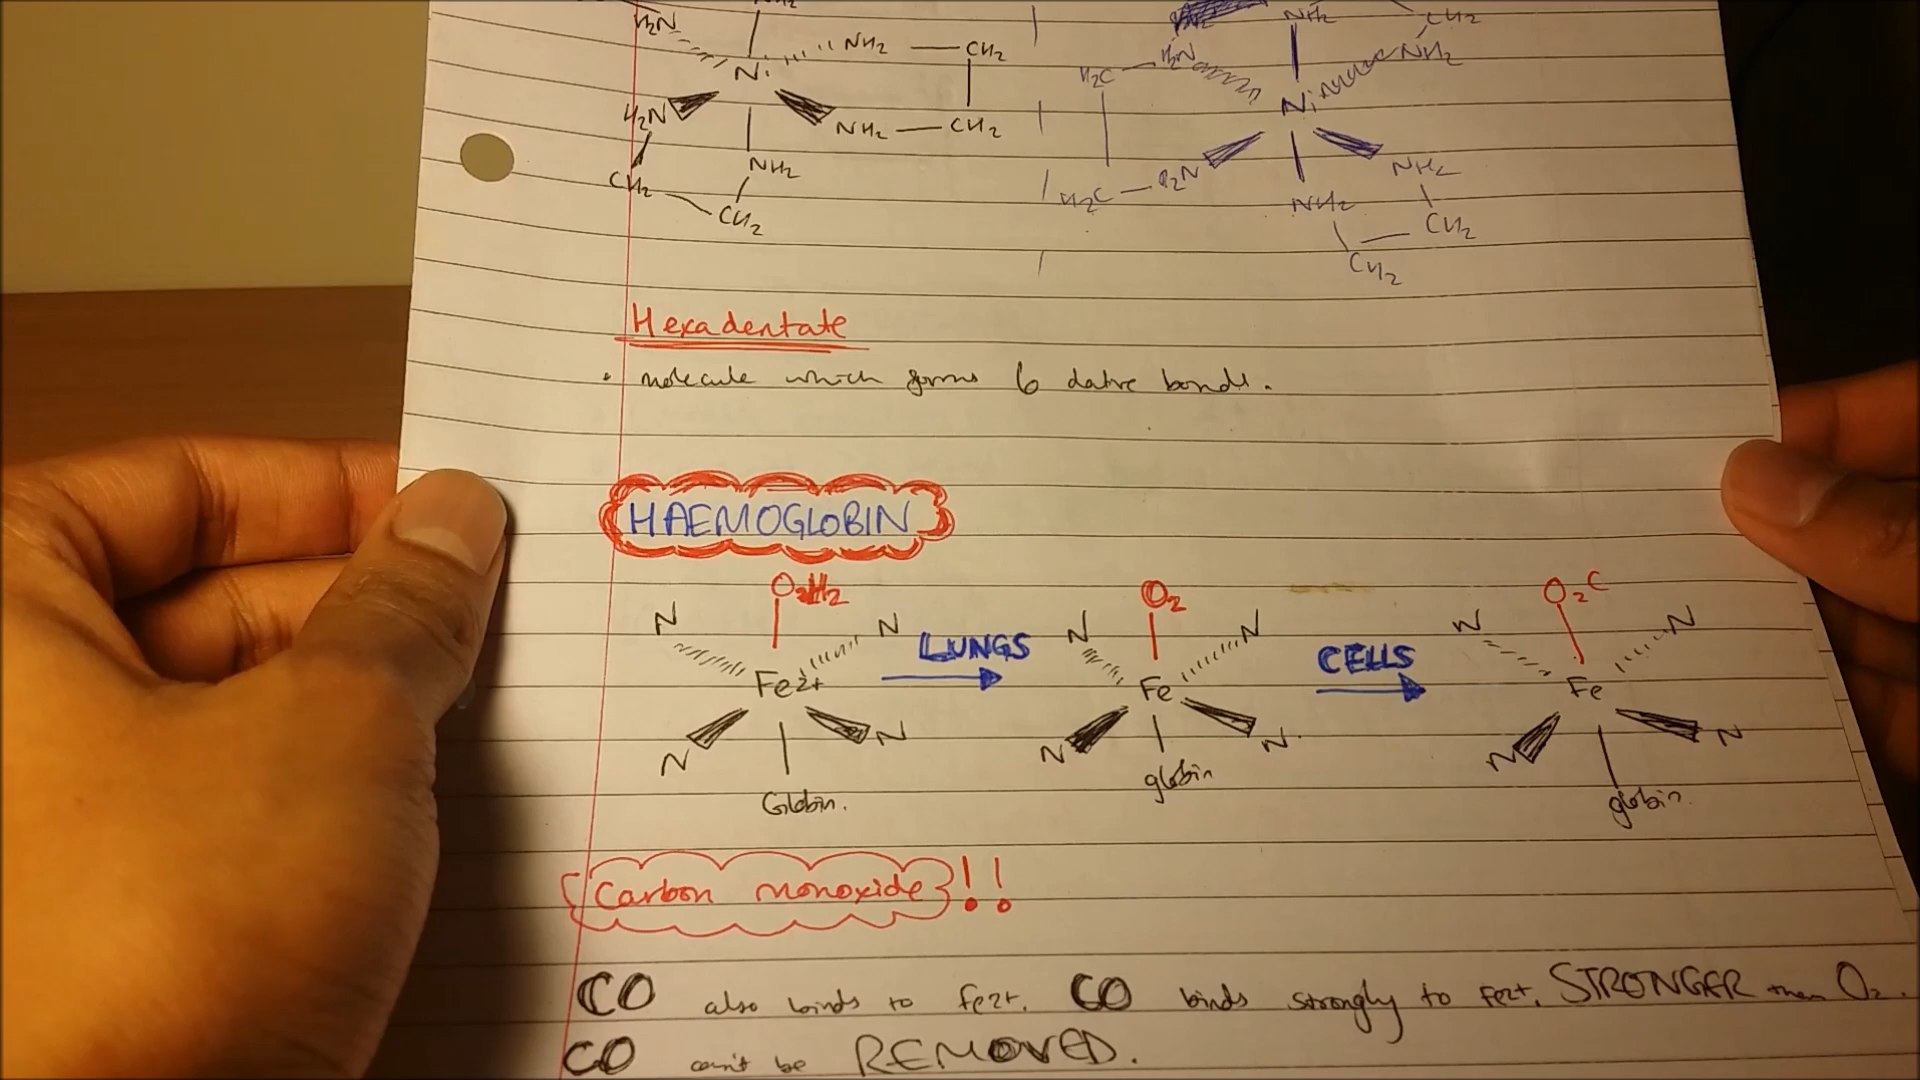 H2N NH2 — CH2 NH2 CH2
Ni H2C — H2N NH2
H2N NH2 — CH2 Ni
NH2 H2C — H2N NH2
CH2 CH2 NH2 CH2
CH2
Hexadentate
• molecule which forms 6 dative bonds.
HAEMOGLOBIN
O2H2 O2 O2C
N N N N N N
LUNGS CELLS
Fe2+ Fe Fe
N N N N. N N
Globin. globin globin.
Carbon monoxide!!
CO also binds to Fe2+. CO binds strongly to Fe2+. STRONGER than O2.
CO can't be REMOVED.